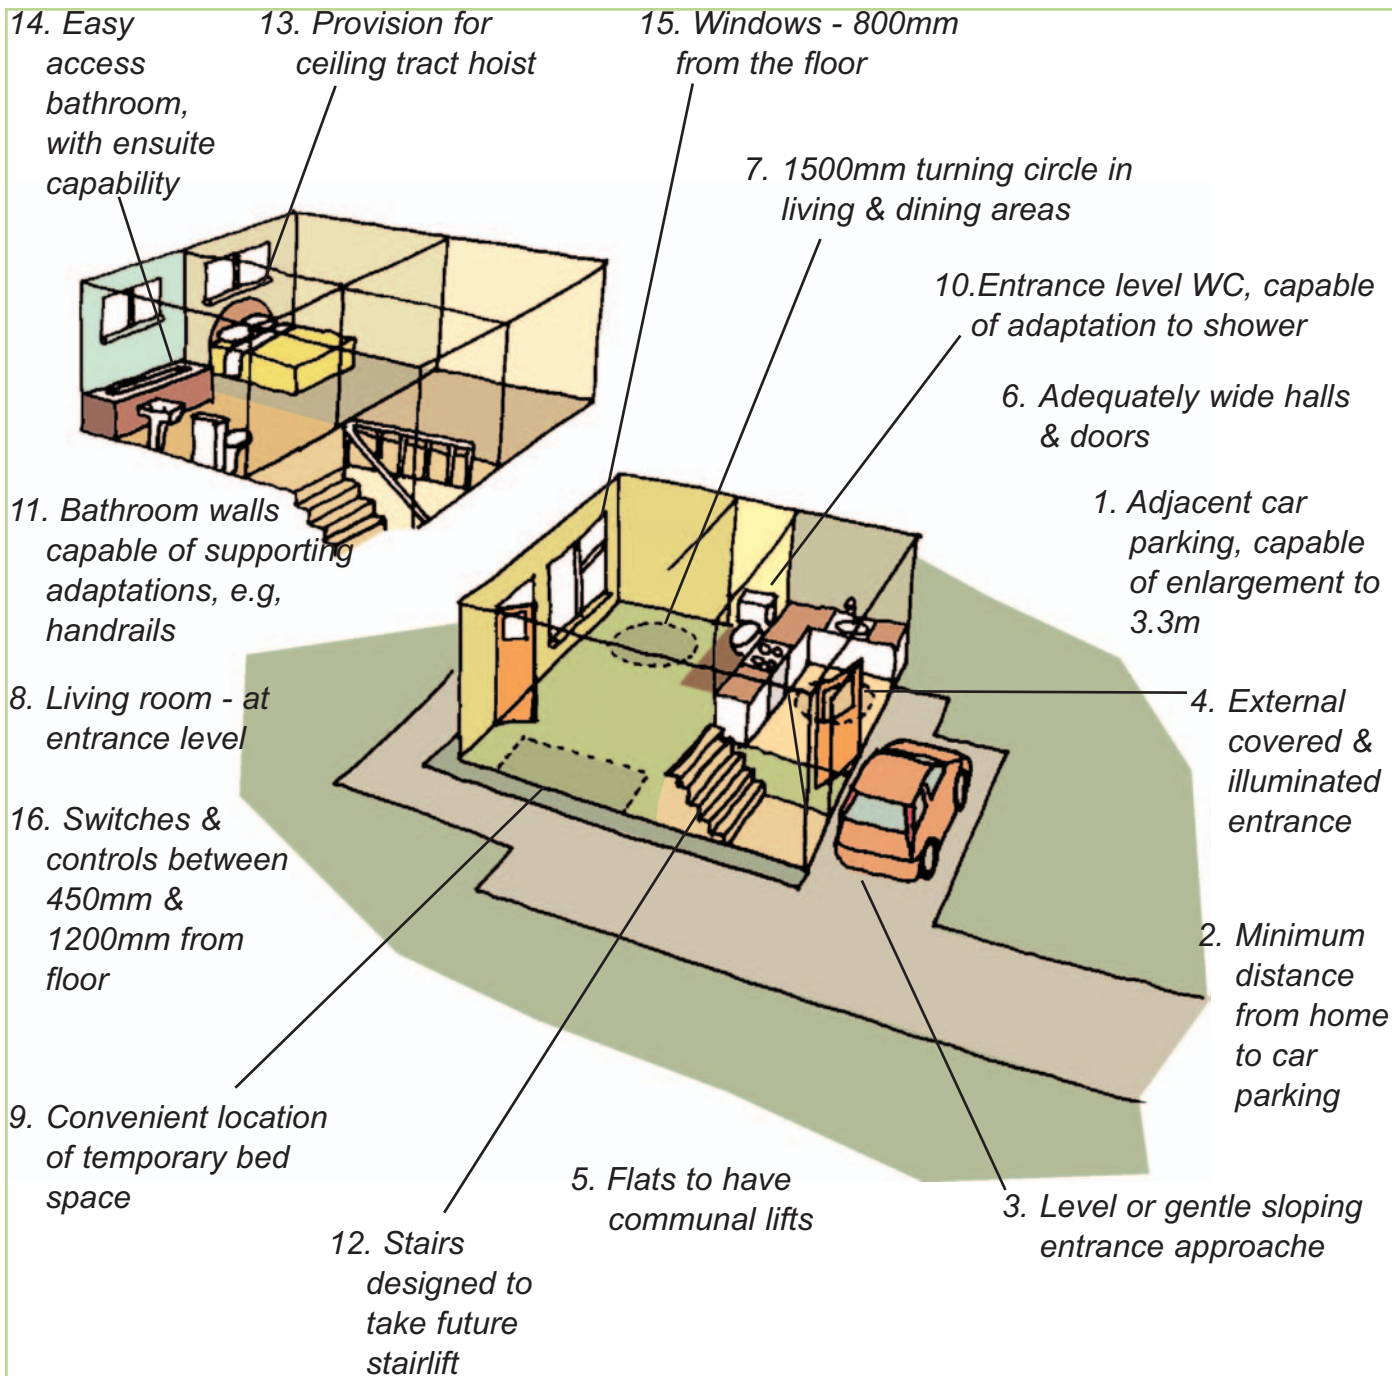 14. Easy
access
bathroom,
with ensuite
capability
13. Provision for
ceiling tract hoist
15. Windows - 800mm
from the floor
7. 1500mm turning circle in
living & dining areas
10.Entrance level WC, capable
of adaptation to shower
6. Adequately wide halls
& doors
1. Adjacent car
parking, capable
of enlargement to
3.3m
11. Bathroom walls
capable of supporting
adaptations, e.g,
handrails
8. Living room - at
entrance level
4. External
covered &
illuminated
entrance
16. Switches &
controls between
450mm &
1200mm from
floor
2. Minimum
distance
from home
to car
parking
9. Convenient location
of temporary bed
space
5. Flats to have
communal lifts
3. Level or gentle sloping
entrance approache
12. Stairs
designed to
take future
stairlift